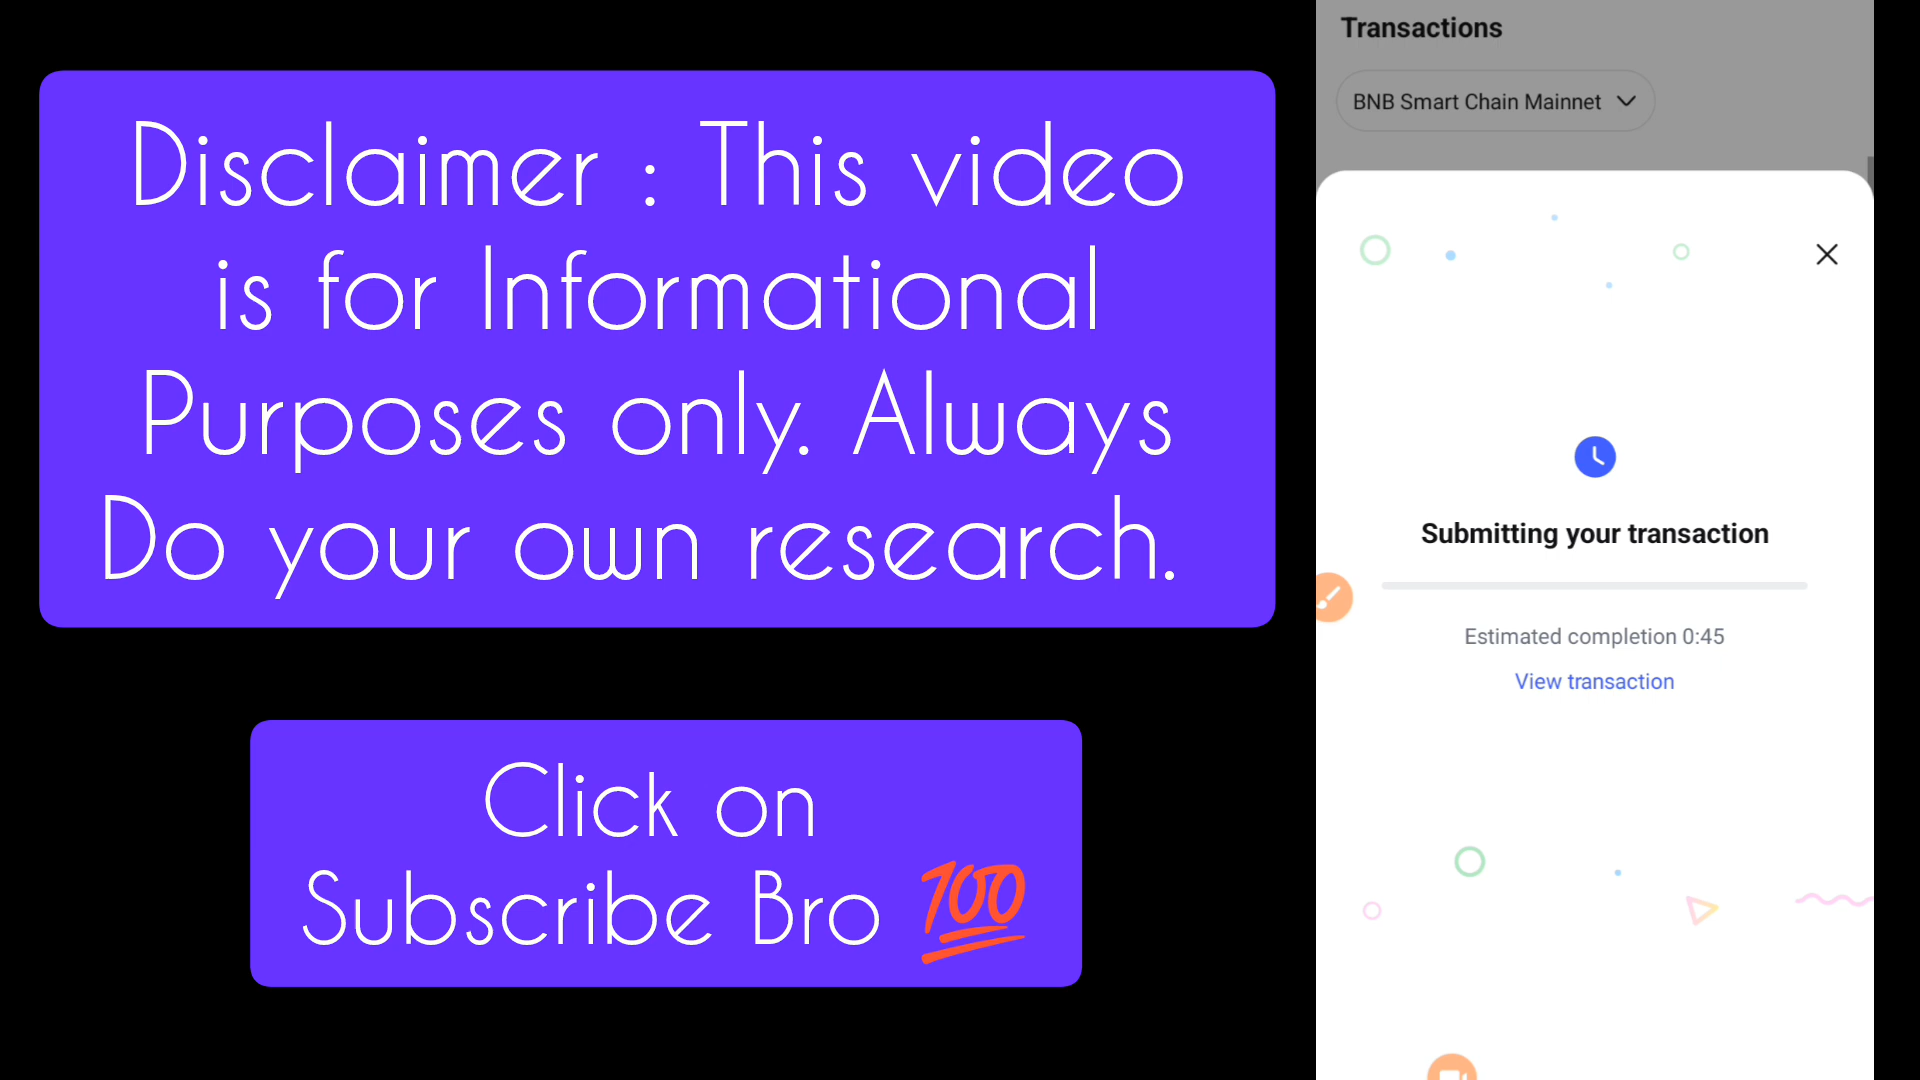 Disclaimer : This video
is for Informational
Purposes only. Always
Do your own research.
Click on
Subscribe Bro 💯
Transactions
BNB Smart Chain Mainnet
Submitting your transaction
Estimated completion 0:45
View transaction